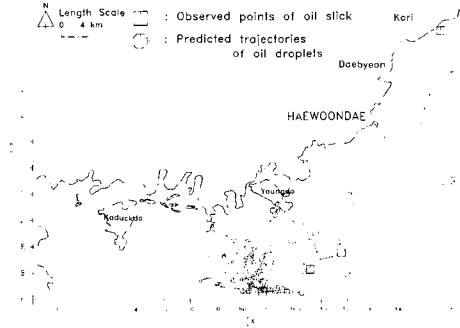 N
Length Scale
0 4 km
: Observed points of oil slick
: Predicted trajectories
of oil droplets
Kori
Daebyeon
HAEWOONDAE
Youngdo
Kaduckdo
X